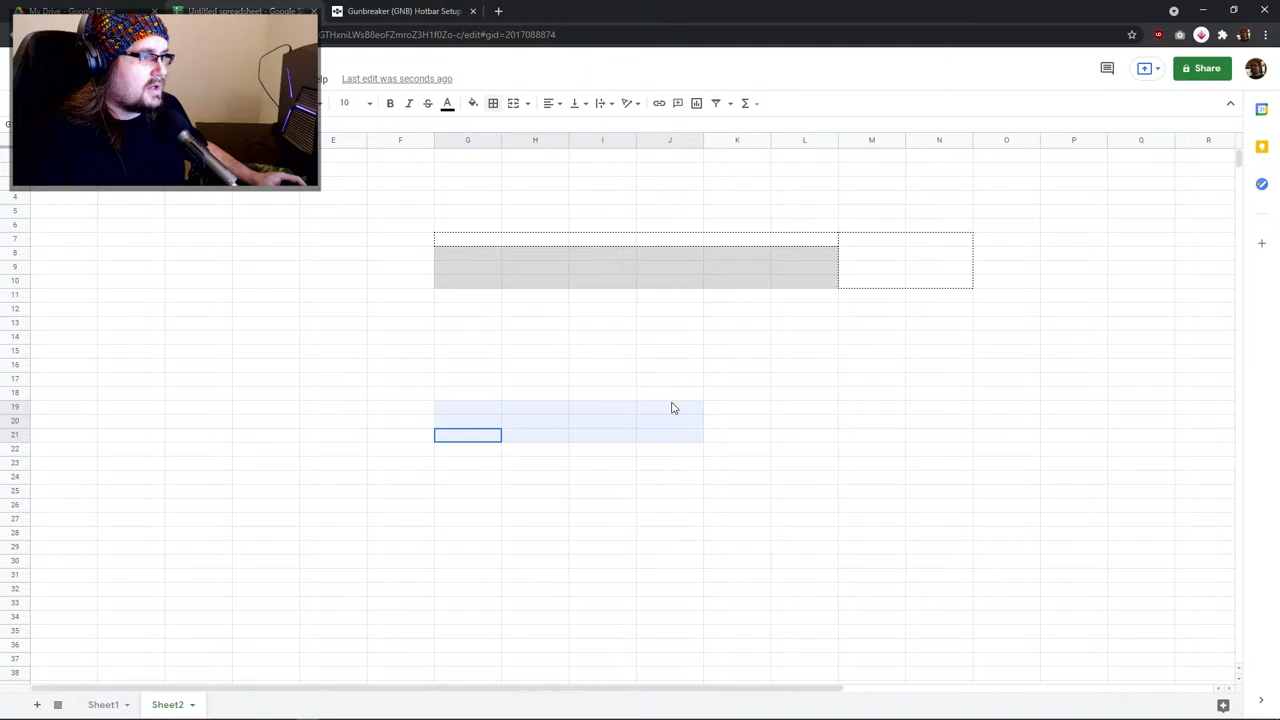 My Drive - Google Drive
Untitled spreadsheet - Google S
Gunbreaker (GNB) Hotbar Setup
GTHxniLWsB8eoFZmroZ3H1f0Zo-c/edit#gid=2017088874
Last edit was seconds ago
Share
10
B
I
S
A
E
F
G
H
I
J
K
L
M
N
O
P
Q
R
4
5
6
7
8
9
10
11
12
13
14
15
16
17
18
19
20
21
22
23
24
25
26
27
28
29
30
31
32
33
34
35
36
37
38
Sheet1
Sheet2